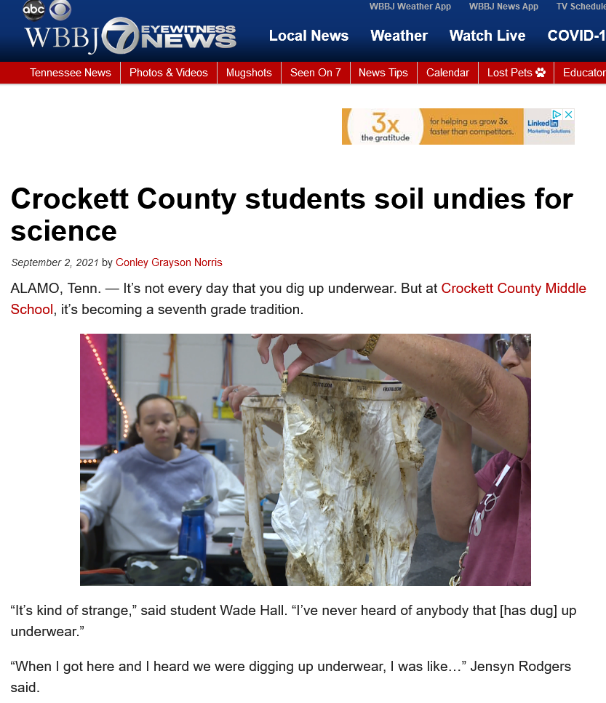 abc
WBBJ Weather App WBBJ News App TV Schedule
WBBJ 7 EYEWITNESS NEWS
Local News Weather Watch Live COVID-1
Tennessee News Photos & Videos Mugshots Seen On 7 News Tips Calendar Lost Pets Educator
3x
the gratitude
for helping us grow 3x
faster than competitors.
Linked in
Marketing Solutions
Crockett County students soil undies for
science
September 2, 2021 by Conley Grayson Norris
ALAMO, Tenn. — It's not every day that you dig up underwear. But at Crockett County Middle
School, it's becoming a seventh grade tradition.
“It's kind of strange,” said student Wade Hall. “I've never heard of anybody that [has dug] up
underwear.”
“When I got here and I heard we were digging up underwear, I was like…” Jensyn Rodgers
said.